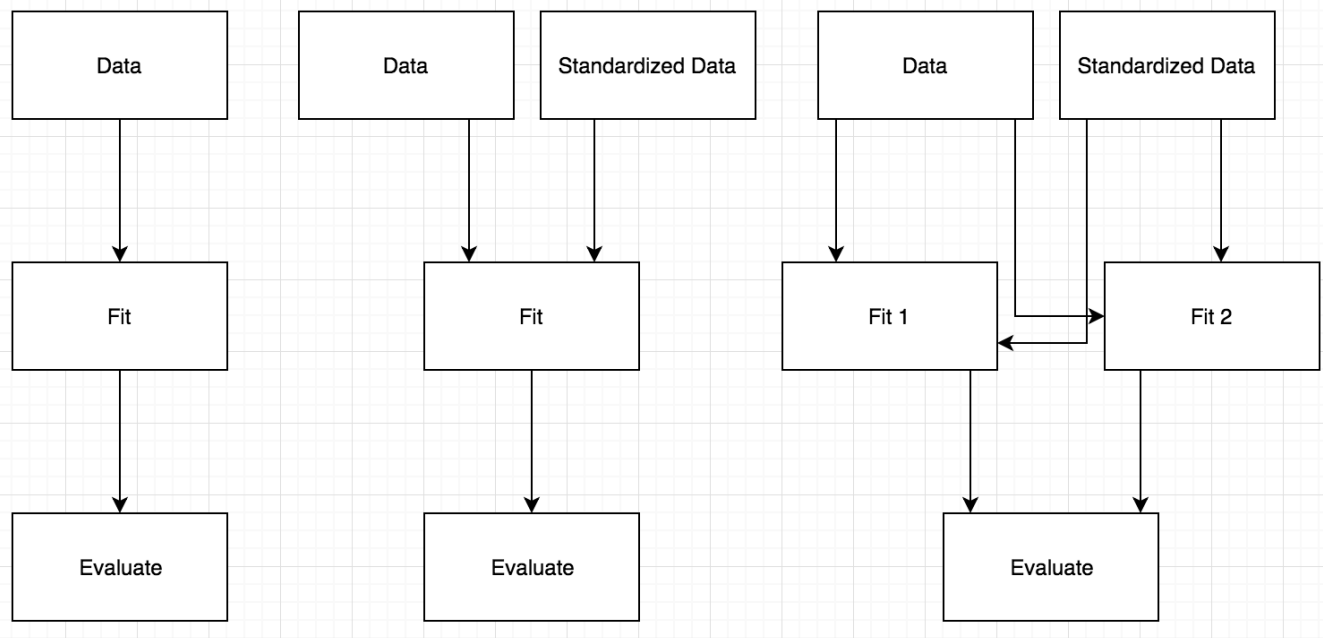 Data
Data
Standardized Data
Data
Standardized Data
Fit
Fit
Fit 1
Fit 2
Evaluate
Evaluate
Evaluate